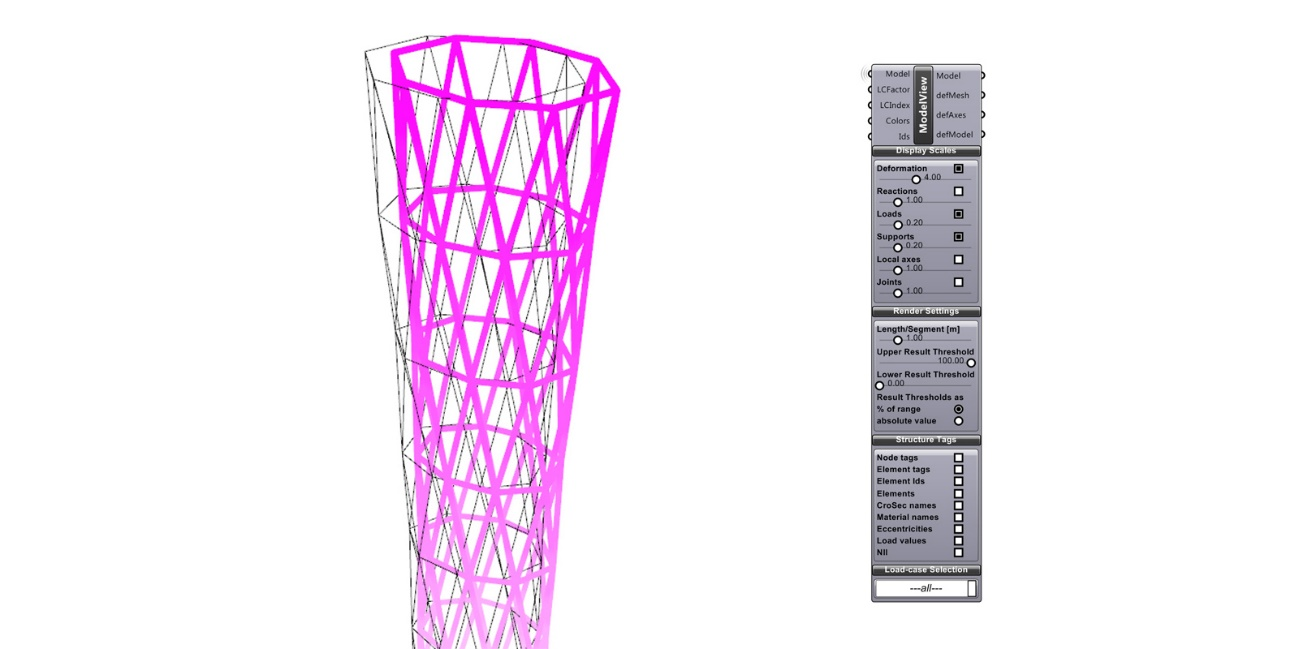 Model
LCFactor
LCIndex
Colors
Ids
ModelView
Model
defMesh
defAxes
defModel
Display Scales
Deformation
4.00
Reactions
1.00
Loads
0.20
Supports
0.20
Local axes
1.00
Joints
1.00
Render Settings
Length/Segment [m]
1.00
Upper Result Threshold
100.00
Lower Result Threshold
0.00
Result Thresholds as
% of range
absolute value
Structure Tags
Node tags
Element tags
Element Ids
Elements
CroSec names
Material names
Eccentricities
Load values
NII
Load-case Selection
---all---